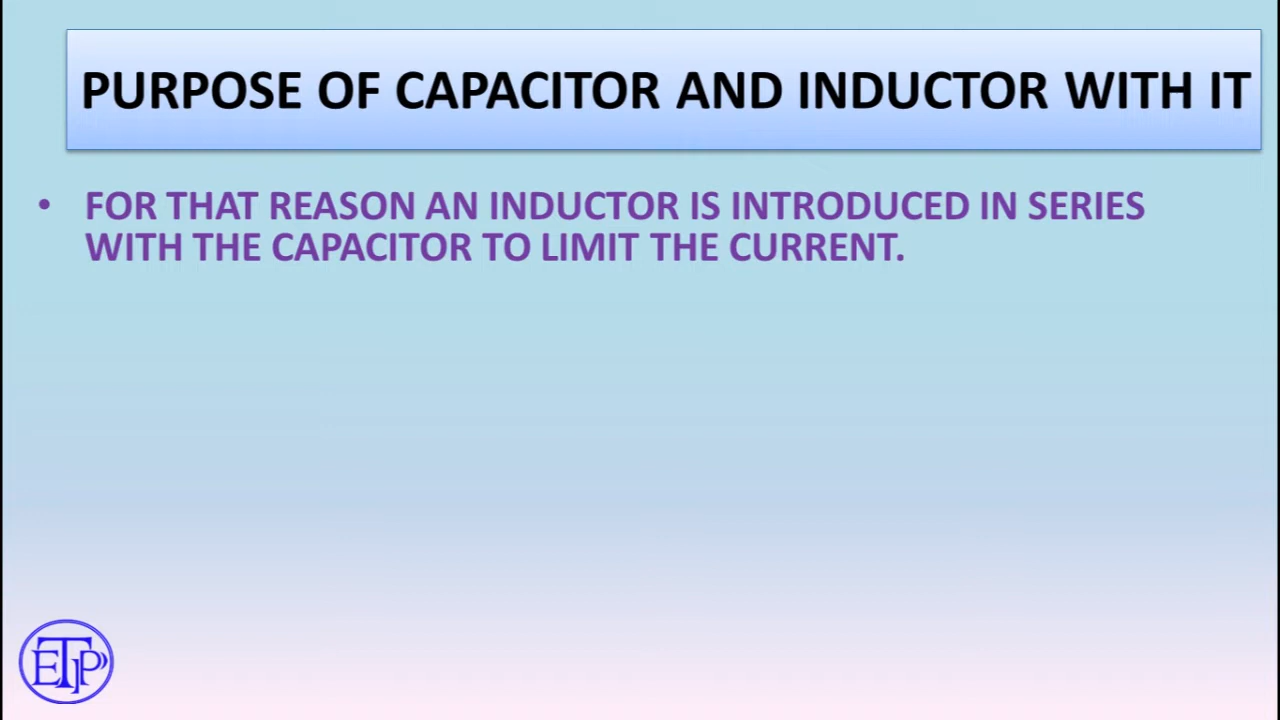 PURPOSE OF CAPACITOR AND INDUCTOR WITH IT
• FOR THAT REASON AN INDUCTOR IS INTRODUCED IN SERIES
WITH THE CAPACITOR TO LIMIT THE CURRENT.